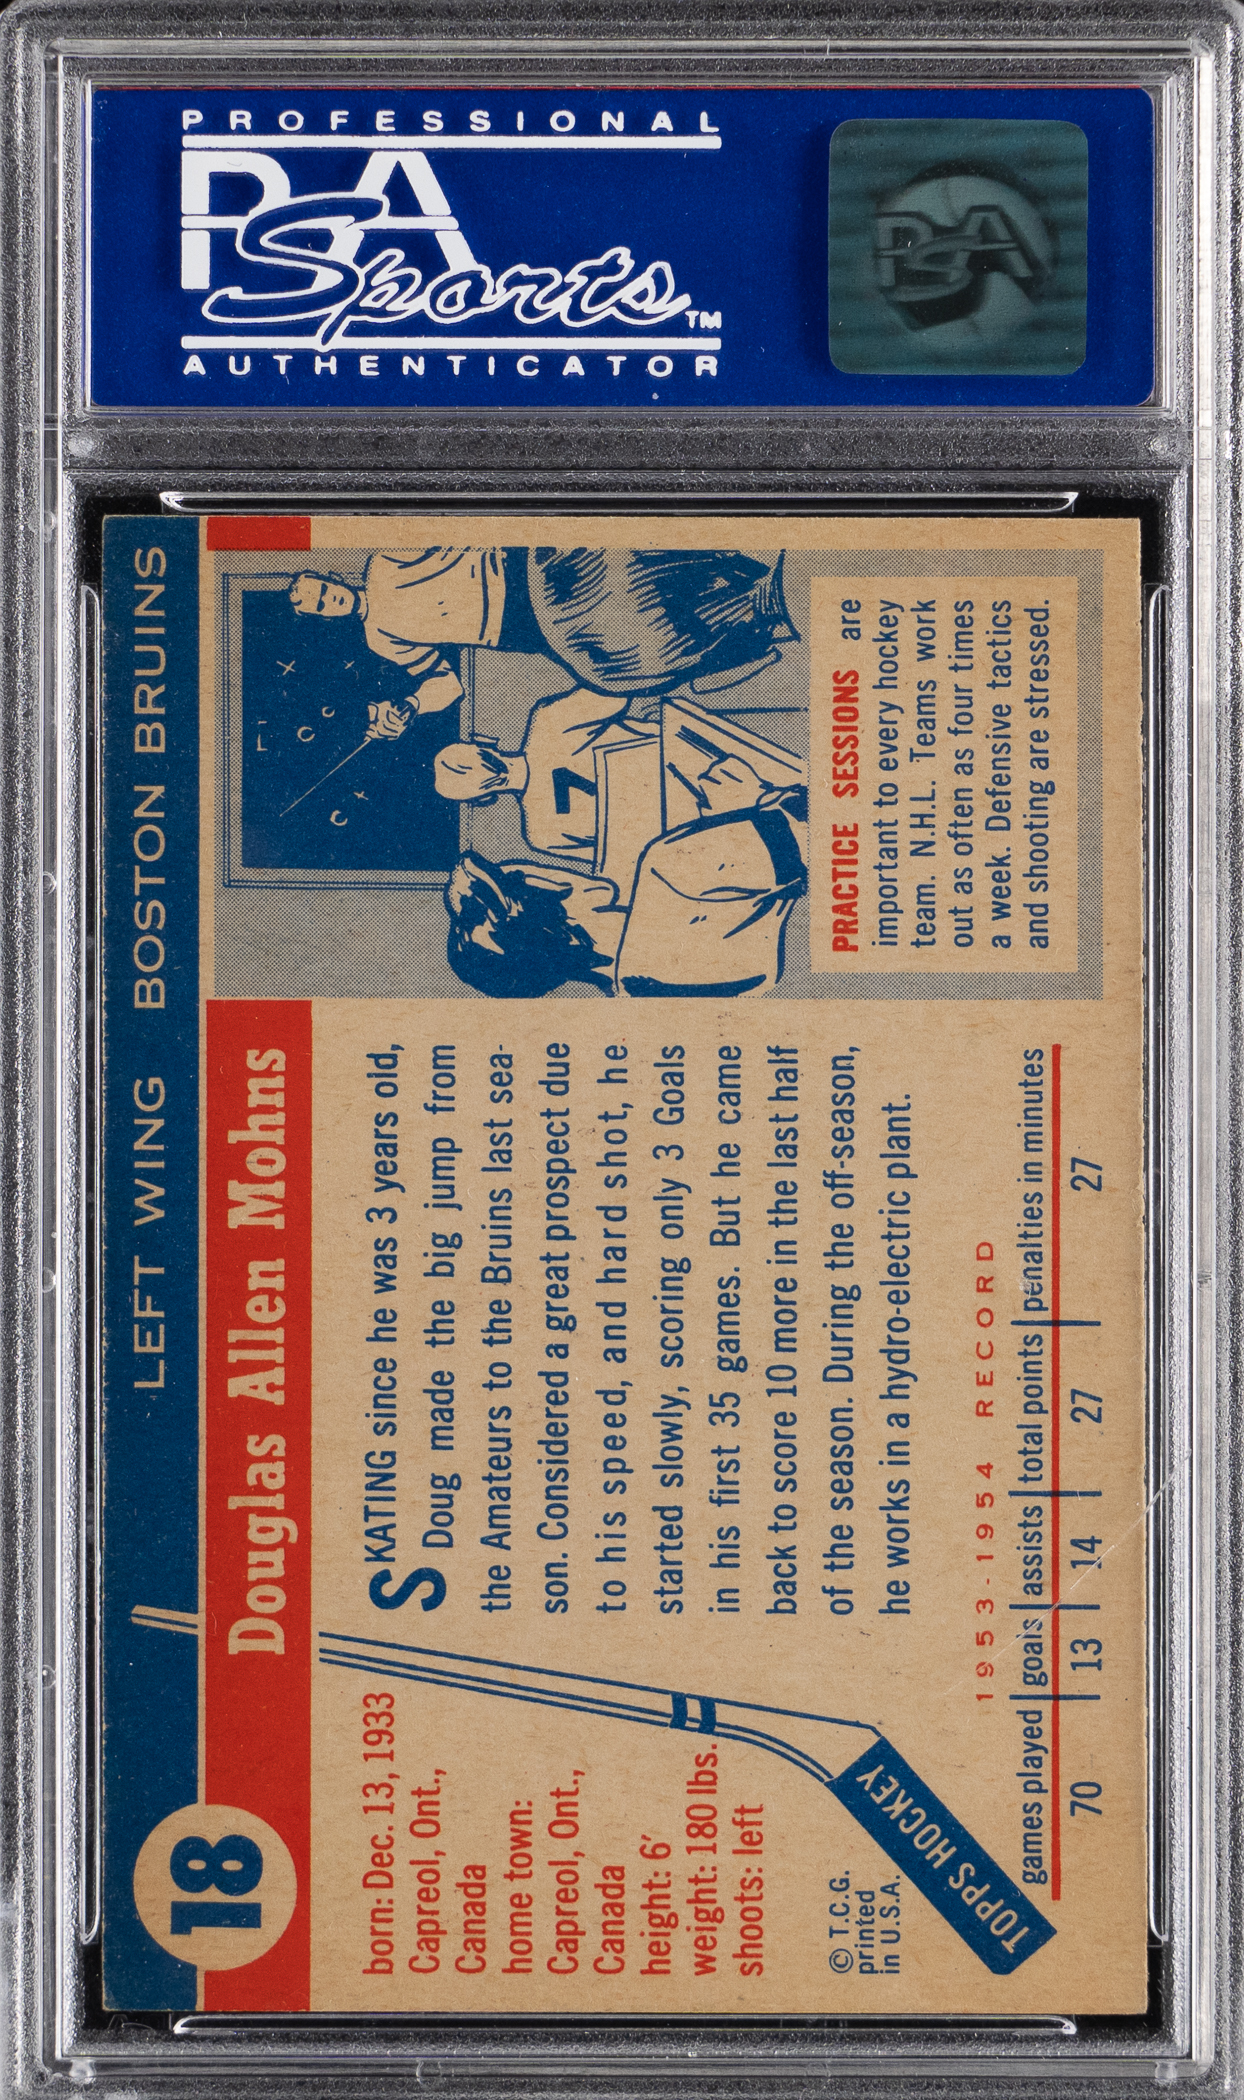 PROFESSIONAL
PSA
Sports™
AUTHENTICATOR
PSA
18
LEFT WING BOSTON BRUINS
Douglas Allen Mohns
born: Dec. 13, 1933
Capreol, Ont.,
Canada
home town:
Capreol, Ont.,
Canada
height: 6'
weight: 180 lbs.
shoots: left
© T.C.G.
printed
in U.S.A.
TOPPS HOCKEY
SKATING since he was 3 years old,
Doug made the big jump from
the Amateurs to the Bruins last sea-
son. Considered a great prospect due
to his speed, and hard shot, he
started slowly, scoring only 3 Goals
in his first 35 games. But he came
back to score 10 more in the last half
of the season. During the off-season,
he works in a hydro-electric plant.
7
PRACTICE SESSIONS are
important to every hockey
team. N.H.L. Teams work
out as often as four times
a week. Defensive tactics
and shooting are stressed.
1953-1954 RECORD
games played goals assists total points penalties in minutes
70 13 14 27 27